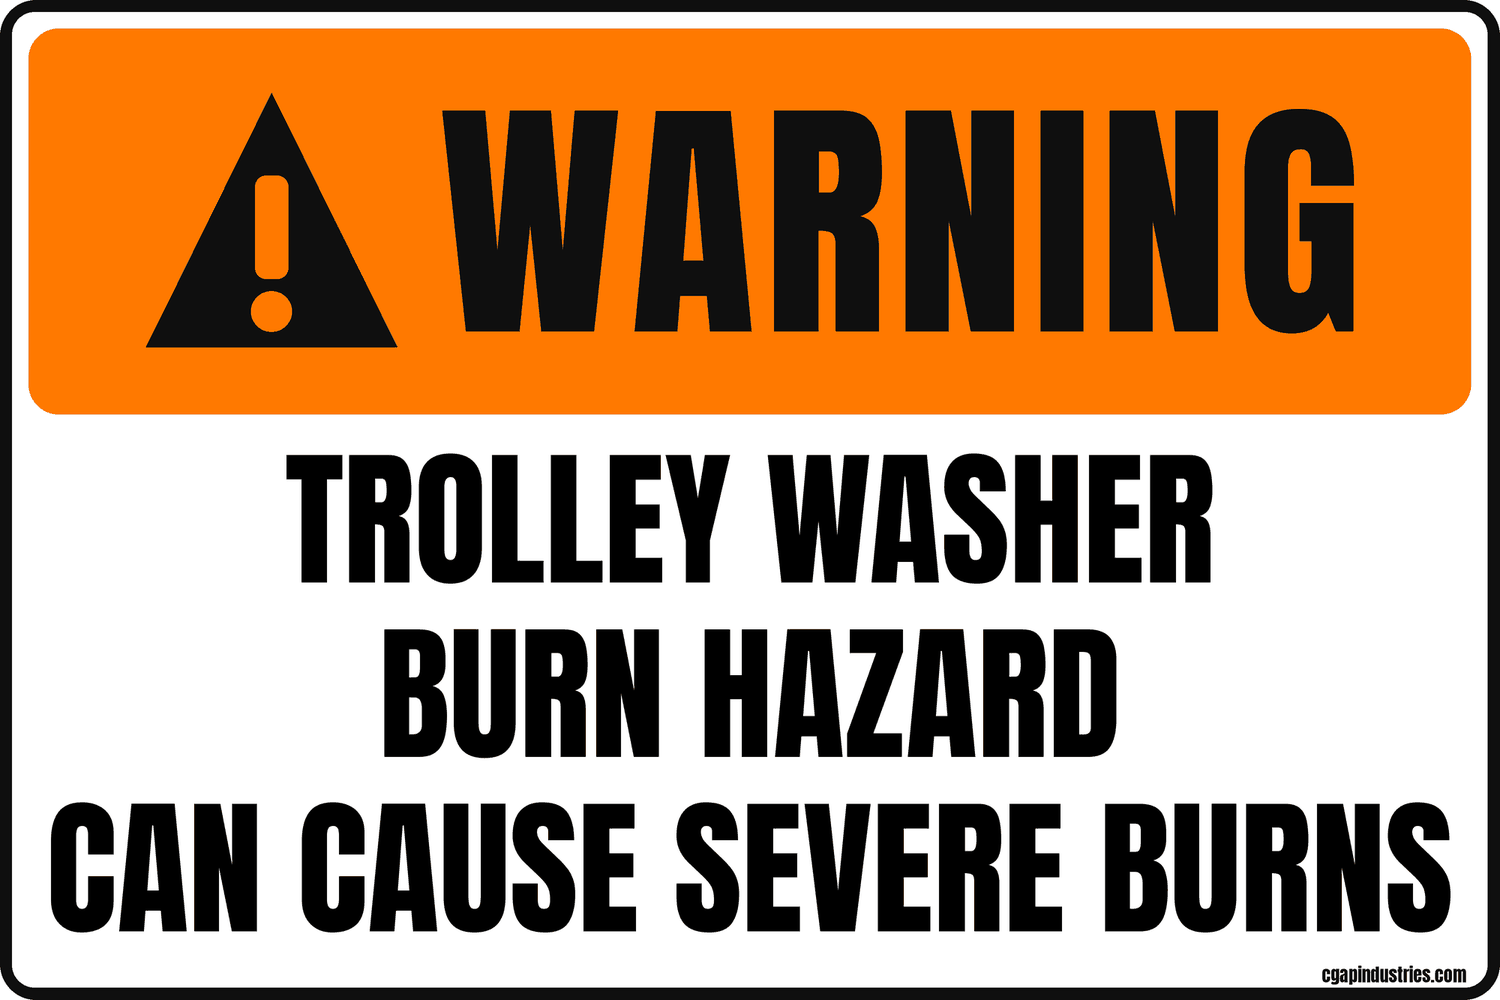 WARNING
TROLLEY WASHER
BURN HAZARD
CAN CAUSE SEVERE BURNS
cgapindustries.com